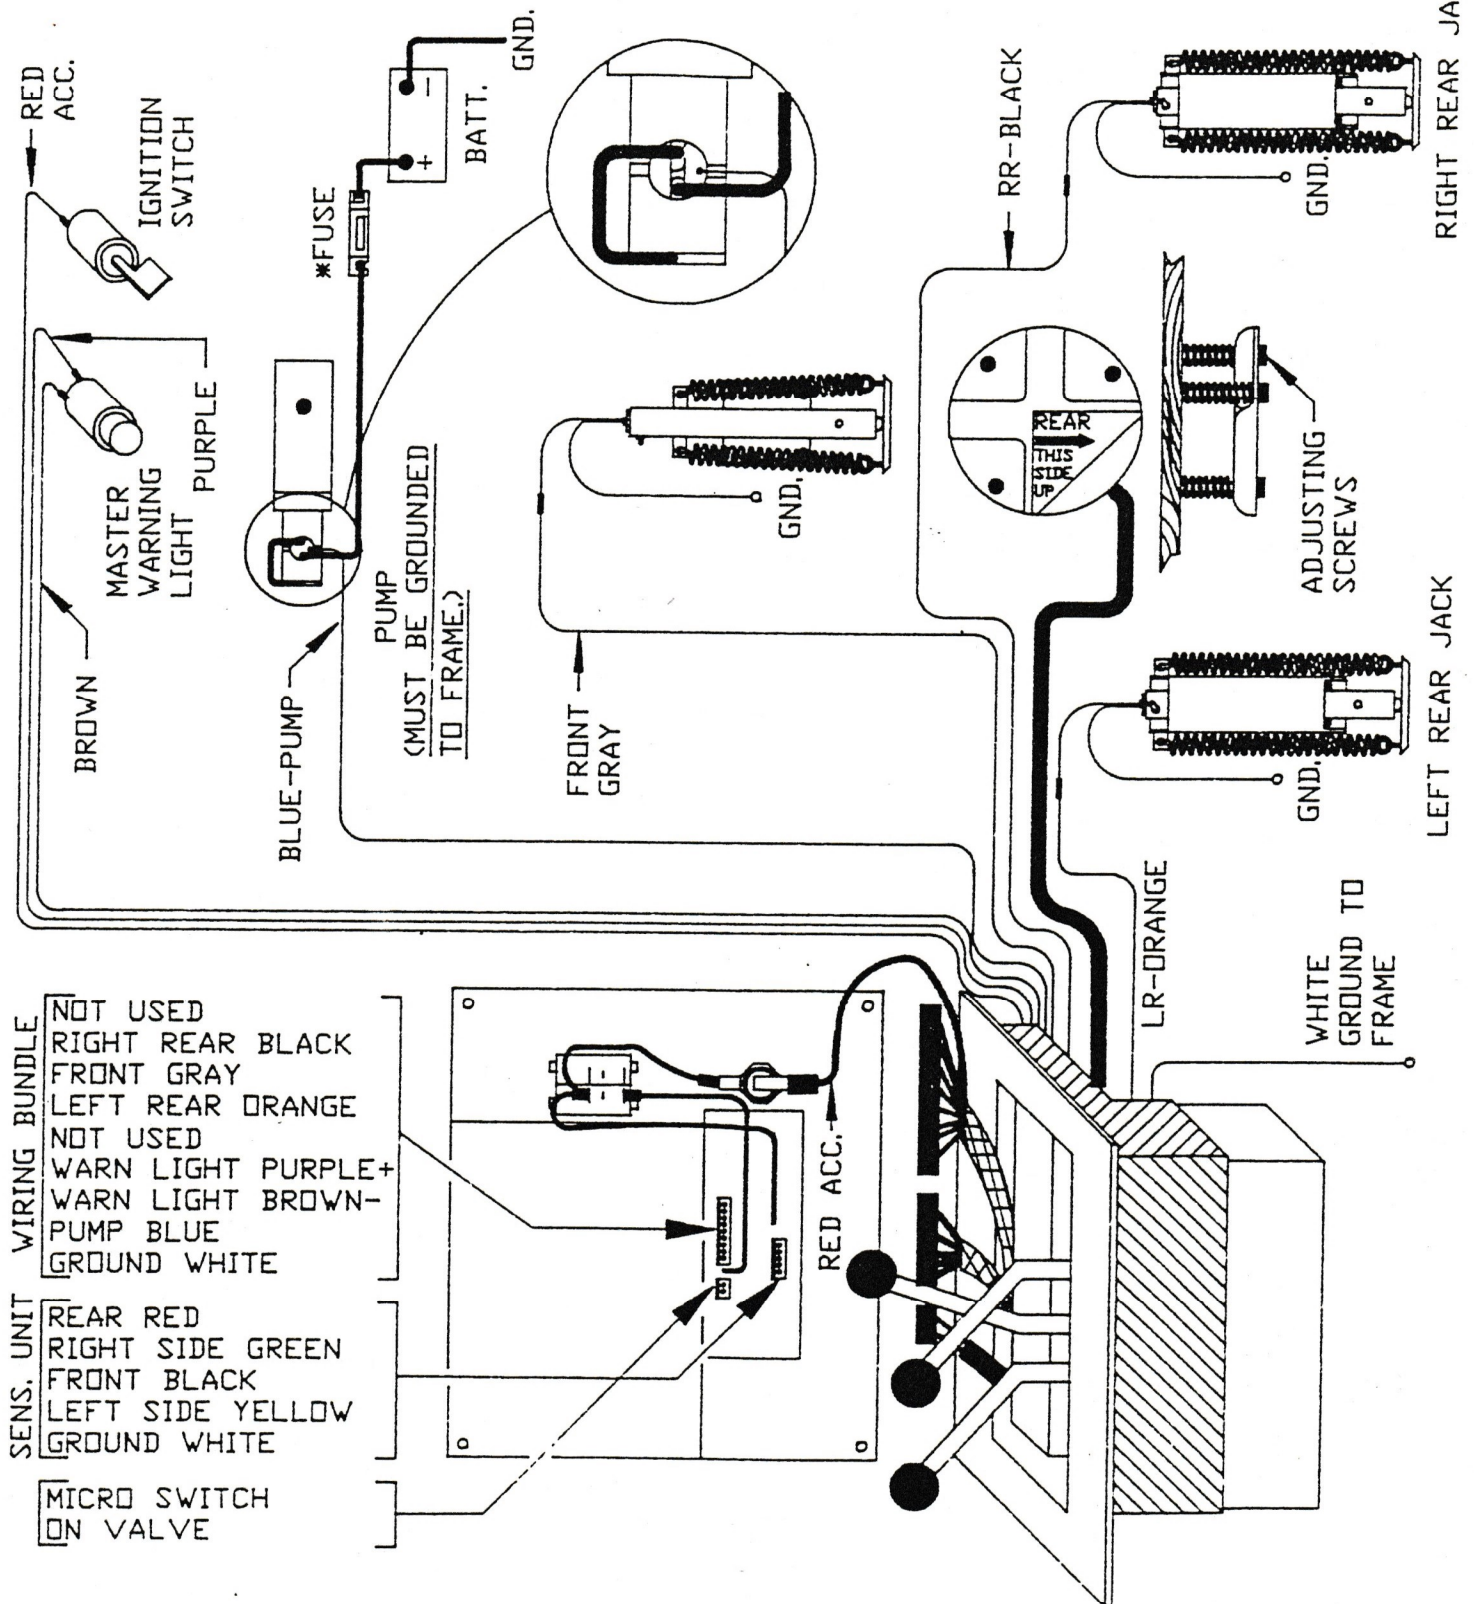 RED
ACC.
IGNITION
SWITCH
MASTER
WARNING
LIGHT
PURPLE
BROWN
*FUSE
+
-
BATT.
GND.
BLUE-PUMP
PUMP
(MUST BE GROUNDED
TO FRAME.)
FRONT
GRAY
GND.
RR-BLACK
GND.
RIGHT REAR JA
REAR
THIS
SIDE
UP
ADJUSTING
SCREWS
GND.
LEFT REAR JACK
LR-ORANGE
WHITE
GROUND TO
FRAME
WIRING BUNDLE
NOT USED
RIGHT REAR BLACK
FRONT GRAY
LEFT REAR ORANGE
NOT USED
WARN LIGHT PURPLE+
WARN LIGHT BROWN-
PUMP BLUE
GROUND WHITE
SENS. UNIT
REAR RED
RIGHT SIDE GREEN
FRONT BLACK
LEFT SIDE YELLOW
GROUND WHITE
MICRO SWITCH
ON VALVE
RED ACC.